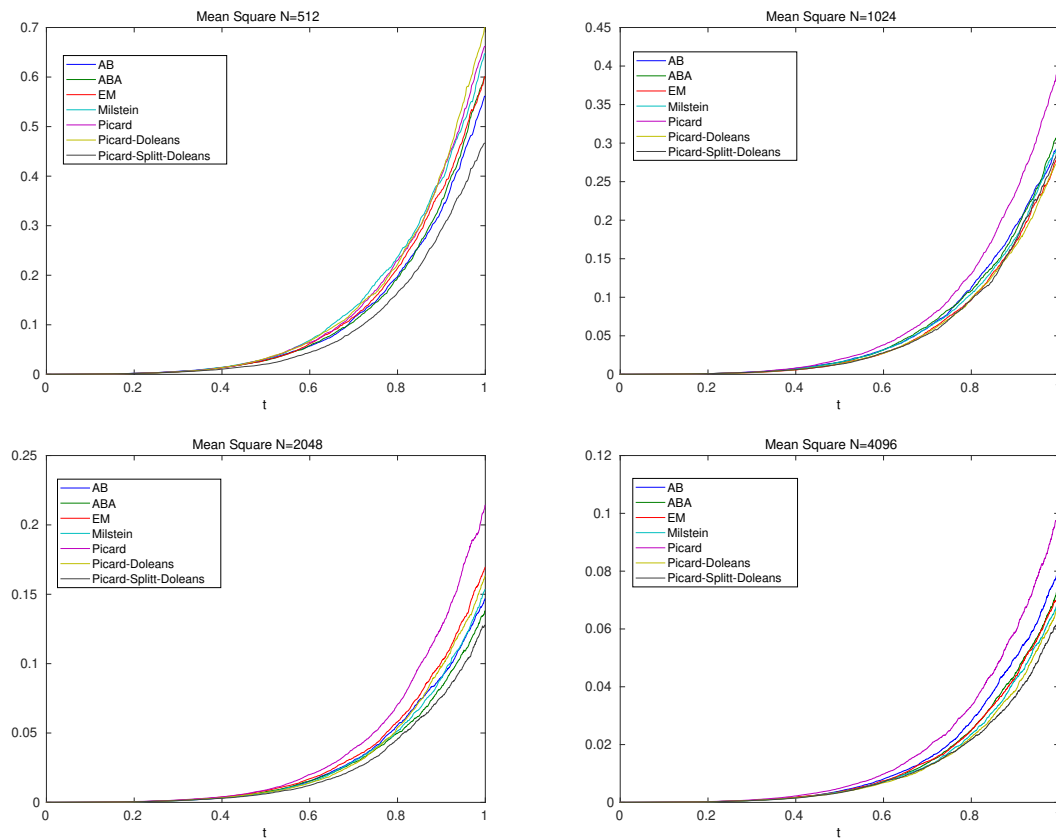 Mean Square N=512
0.7
0.6
0.5
0.4
0.3
0.2
0.1
0
AB
ABA
EM
Milstein
Picard
Picard-Doleans
Picard-Splitt-Doleans
0 0.2 0.4 0.6 0.8 1
t
Mean Square N=1024
0.45
0.4
0.35
0.3
0.25
0.2
0.15
0.1
0.05
0
AB
ABA
EM
Milstein
Picard
Picard-Doleans
Picard-Splitt-Doleans
0 0.2 0.4 0.6 0.8
t
Mean Square N=2048
0.25
0.2
0.15
0.1
0.05
0
AB
ABA
EM
Milstein
Picard
Picard-Doleans
Picard-Splitt-Doleans
0 0.2 0.4 0.6 0.8 1
t
Mean Square N=4096
0.12
0.1
0.08
0.06
0.04
0.02
0
AB
ABA
EM
Milstein
Picard
Picard-Doleans
Picard-Splitt-Doleans
0 0.2 0.4 0.6 0.8
t